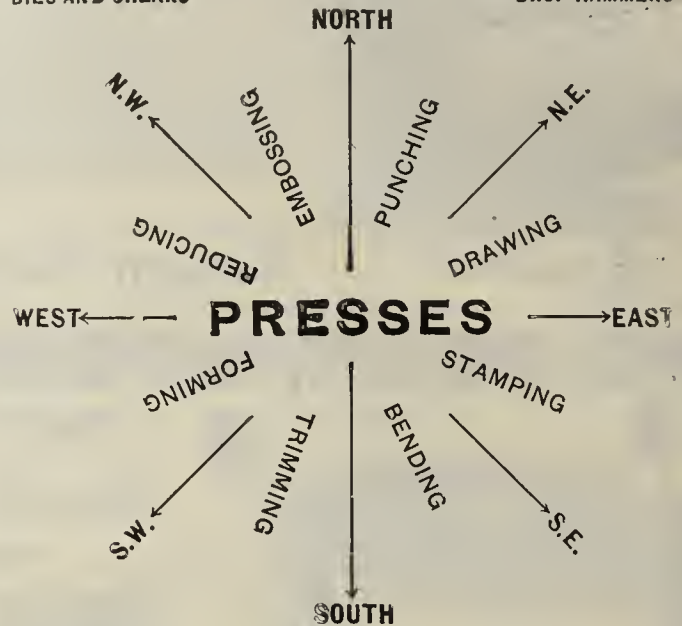 DIES AND SHEARS
DROP HAMMERS
NORTH
N.W.
EMBOSSING
PUNCHING
N.E.
REDUCING
DRAWING
WEST
PRESSES
EAST
FORMING
STAMPING
TRIMMING
BENDING
S.W.
S.E.
SOUTH